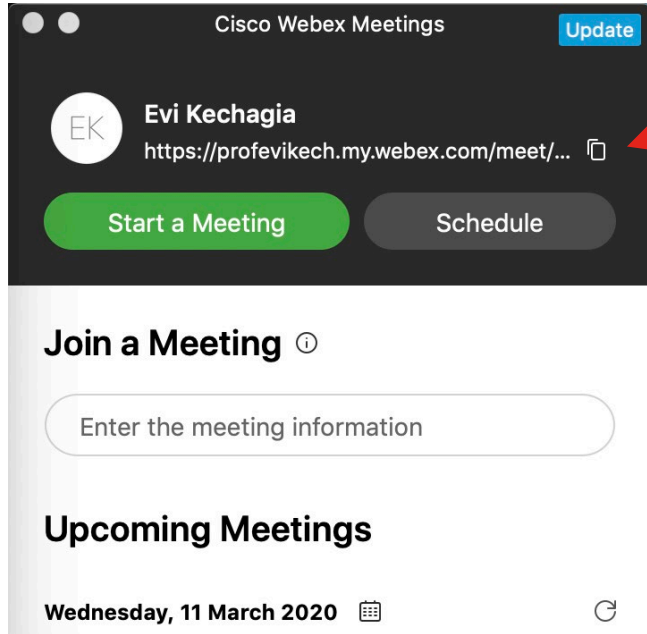 Cisco Webex Meetings
Update
EK
Evi Kechagia
https://profevikech.my.webex.com/meet/...
Start a Meeting
Schedule
Join a Meeting
Enter the meeting information
Upcoming Meetings
Wednesday, 11 March 2020